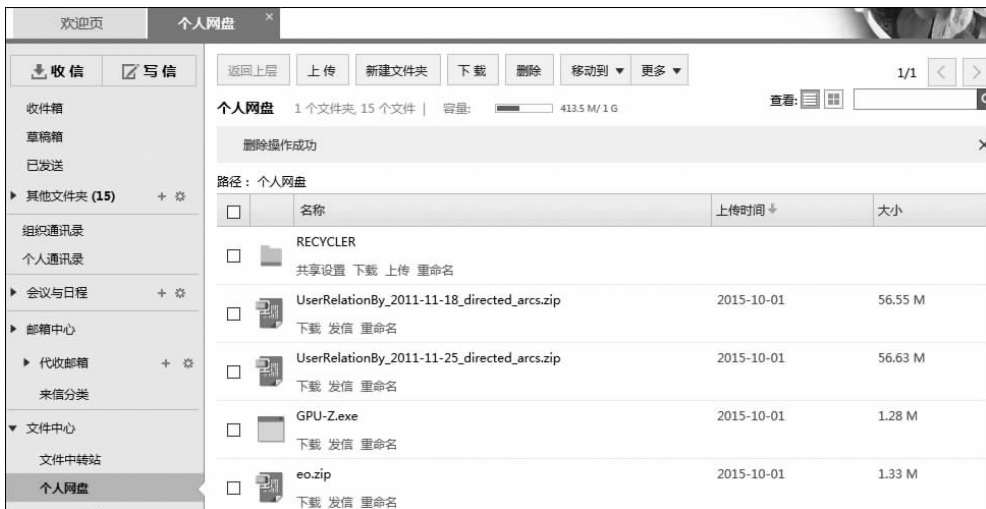 欢迎页 个人网盘
收信 写信
收件箱
草稿箱
已发送
其他文件夹 (15)
组织通讯录
个人通讯录
会议与日程
邮箱中心
代收邮箱
来信分类
文件中心
文件中转站
个人网盘
返回上层 上传 新建文件夹 下载 删除 移动到 更多 1/1
个人网盘 1 个文件夹, 15 个文件 | 容量: 413.5 M/ 1 G 查看:
删除操作成功
路径： 个人网盘
名称 上传时间 大小
RECYCLER
共享设置 下载 上传 重命名
UserRelationBy_2011-11-18_directed_arcs.zip 2015-10-01 56.55 M
下载 发信 重命名
UserRelationBy_2011-11-25_directed_arcs.zip 2015-10-01 56.63 M
下载 发信 重命名
GPU-Z.exe 2015-10-01 1.28 M
下载 发信 重命名
eo.zip 2015-10-01 1.33 M
下载 发信 重命名